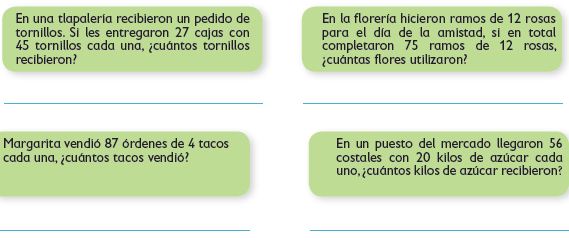 En una tlapalería recibieron un pedido de
tornillos. Si les entregaron 27 cajas con
45 tornillos cada una, ¿cuántos tornillos
recibieron?
En la florería hicieron ramos de 12 rosas
para el día de la amistad, si en total
completaron 75 ramos de 12 rosas,
¿cuántas flores utilizaron?
Margarita vendió 87 órdenes de 4 tacos
cada una, ¿cuántos tacos vendió?
En un puesto del mercado llegaron 56
costales con 20 kilos de azúcar cada
uno, ¿cuántos kilos de azúcar recibieron?